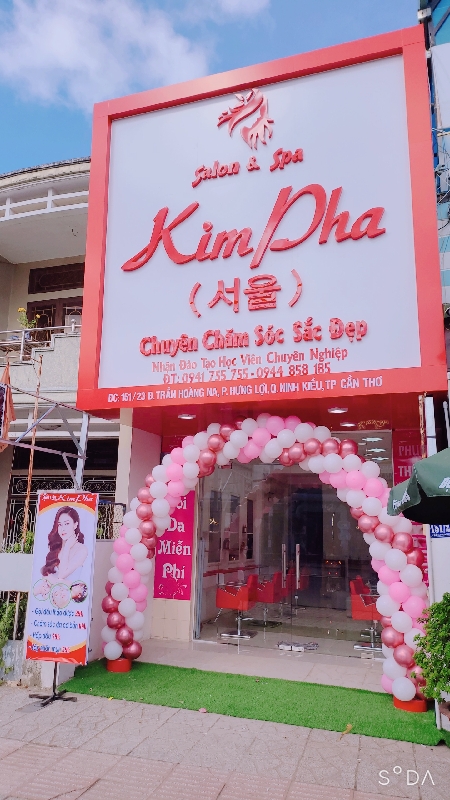 Salon & Spa
Kim Pha
(서울)
Chuyên Chăm Sóc Sắc Đẹp
Nhận Đào Tạo Học Viên Chuyên Nghiệp
ĐT: 0941 755 755 - 0944 858 185
ĐC: 161/23 B. TRẦN HOÀNG NA, P. HƯNG LỢI, Q. NINH KIỀU, TP CẦN THƠ
Da
Miễn
Phí
Kim Pha
S°DA